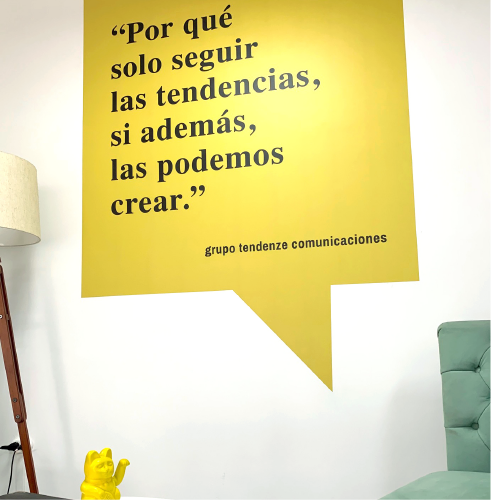 “Por qué
solo seguir
las tendencias,
si además,
las podemos
crear.”
grupo tendenze comunicaciones